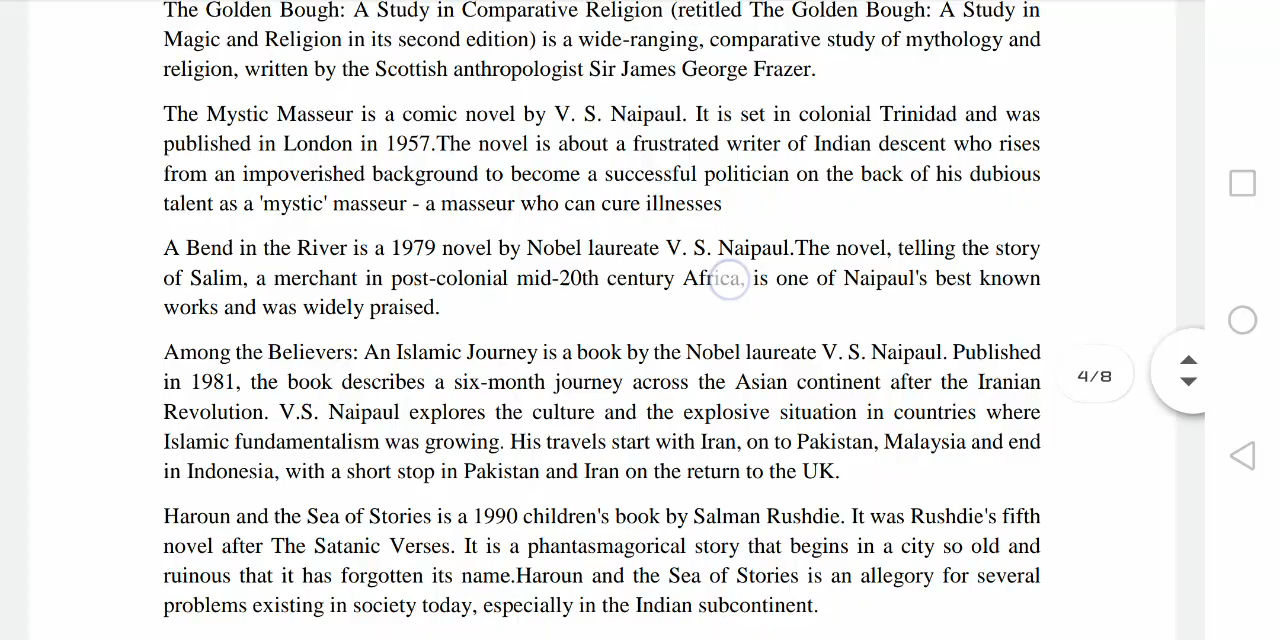 The Golden Bough: A Study in Comparative Religion (retitled The Golden Bough: A Study in
Magic and Religion in its second edition) is a wide-ranging, comparative study of mythology and
religion, written by the Scottish anthropologist Sir James George Frazer.
The Mystic Masseur is a comic novel by V. S. Naipaul. It is set in colonial Trinidad and was
published in London in 1957.The novel is about a frustrated writer of Indian descent who rises
from an impoverished background to become a successful politician on the back of his dubious
talent as a 'mystic' masseur - a masseur who can cure illnesses
A Bend in the River is a 1979 novel by Nobel laureate V. S. Naipaul.The novel, telling the story
of Salim, a merchant in post-colonial mid-20th century Africa, is one of Naipaul's best known
works and was widely praised.
Among the Believers: An Islamic Journey is a book by the Nobel laureate V. S. Naipaul. Published
in 1981, the book describes a six-month journey across the Asian continent after the Iranian
Revolution. V.S. Naipaul explores the culture and the explosive situation in countries where
Islamic fundamentalism was growing. His travels start with Iran, on to Pakistan, Malaysia and end
in Indonesia, with a short stop in Pakistan and Iran on the return to the UK.
Haroun and the Sea of Stories is a 1990 children's book by Salman Rushdie. It was Rushdie's fifth
novel after The Satanic Verses. It is a phantasmagorical story that begins in a city so old and
ruinous that it has forgotten its name.Haroun and the Sea of Stories is an allegory for several
problems existing in society today, especially in the Indian subcontinent.
4/8